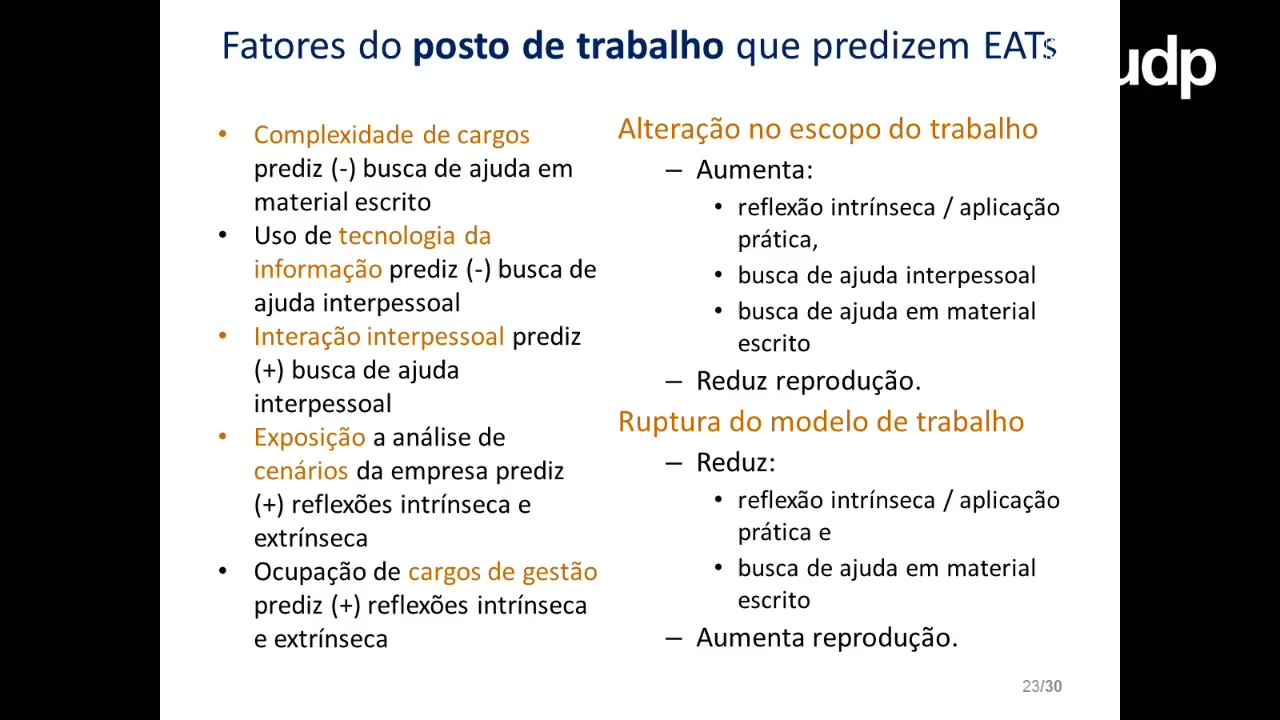 Fatores do posto de trabalho que predizem EATs
udp
• Complexidade de cargos
prediz (-) busca de ajuda em
material escrito
• Uso de tecnologia da
informação prediz (-) busca de
ajuda interpessoal
• Interação interpessoal prediz
(+) busca de ajuda
interpessoal
• Exposição a análise de
cenários da empresa prediz
(+) reflexões intrínseca e
extrínseca
• Ocupação de cargos de gestão
prediz (+) reflexões intrínseca
e extrínseca
Alteração no escopo do trabalho
– Aumenta:
• reflexão intrínseca / aplicação
prática,
• busca de ajuda interpessoal
• busca de ajuda em material
escrito
– Reduz reprodução.
Ruptura do modelo de trabalho
– Reduz:
• reflexão intrínseca / aplicação
prática e
• busca de ajuda em material
escrito
– Aumenta reprodução.
23/30